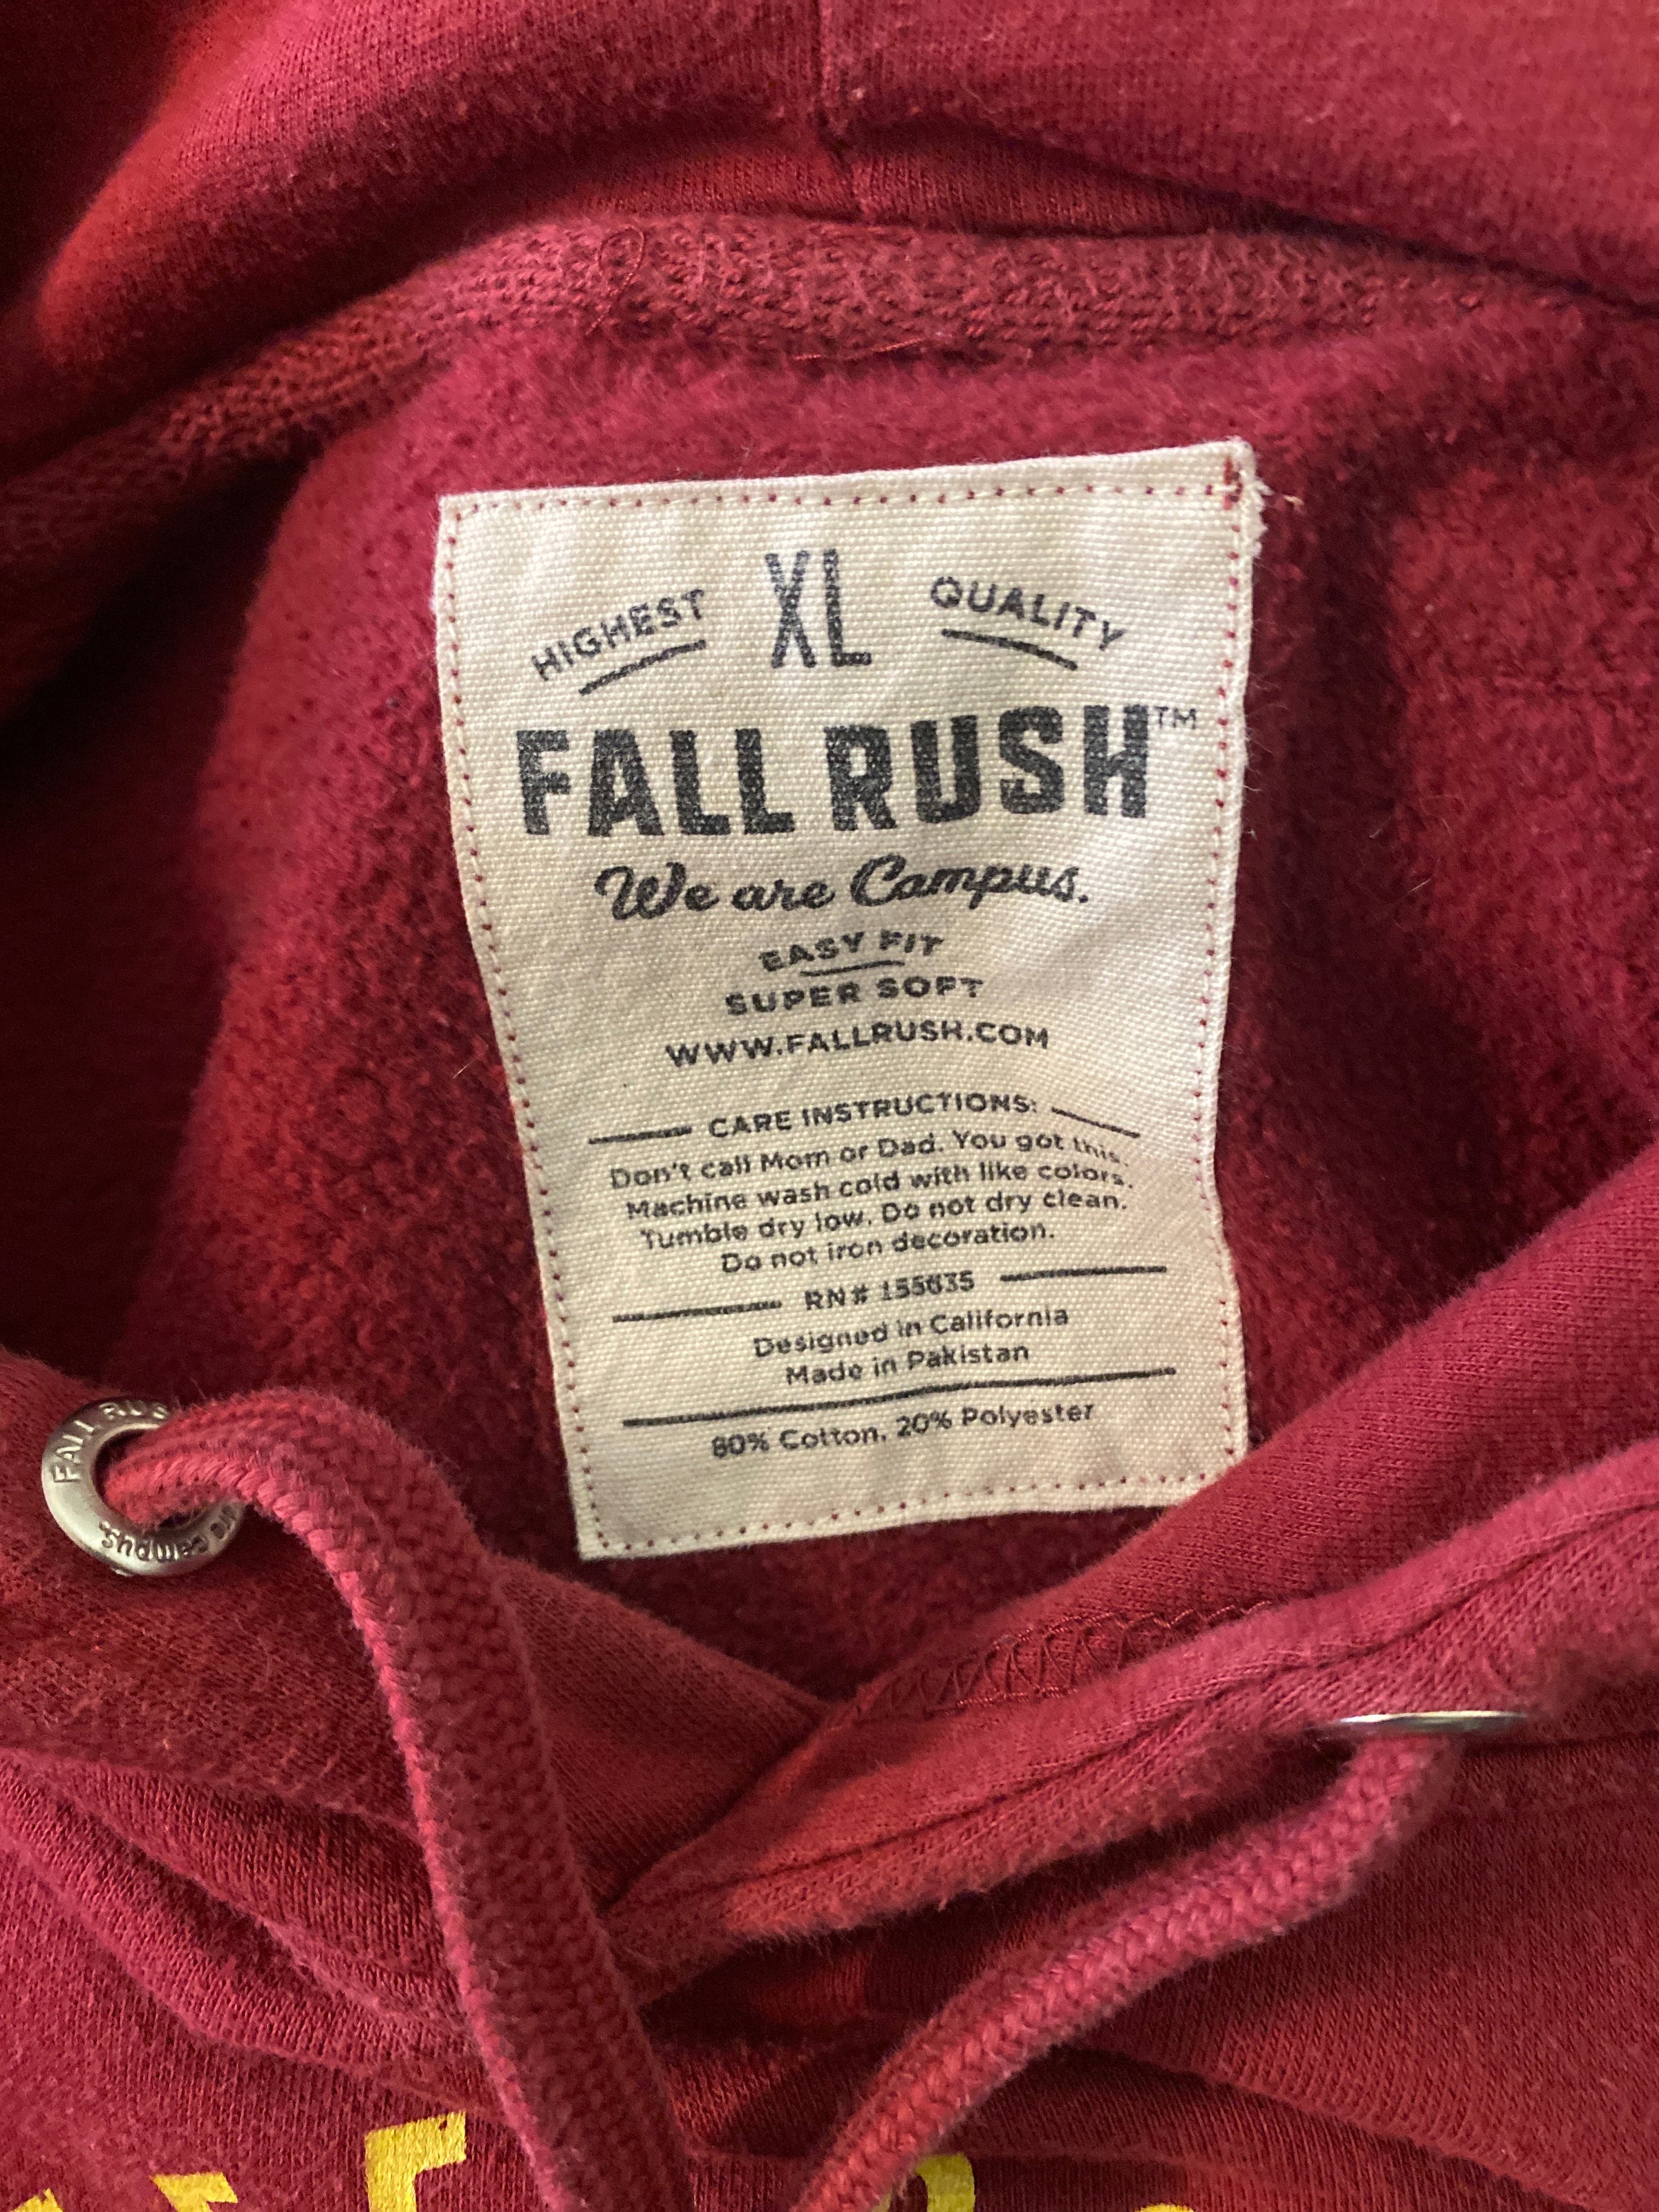 HIGHEST XL QUALITY
FALL RUSH™
We are Campus.
EASY FIT
SUPER SOFT
WWW.FALLRUSH.COM
CARE INSTRUCTIONS:
Don't call Mom or Dad. You got this.
Machine wash cold with like colors.
Tumble dry low. Do not dry clean.
Do not iron decoration.
RN# 155635
Designed in California
Made in Pakistan
80% Cotton, 20% Polyester
FALL RUS
campus.